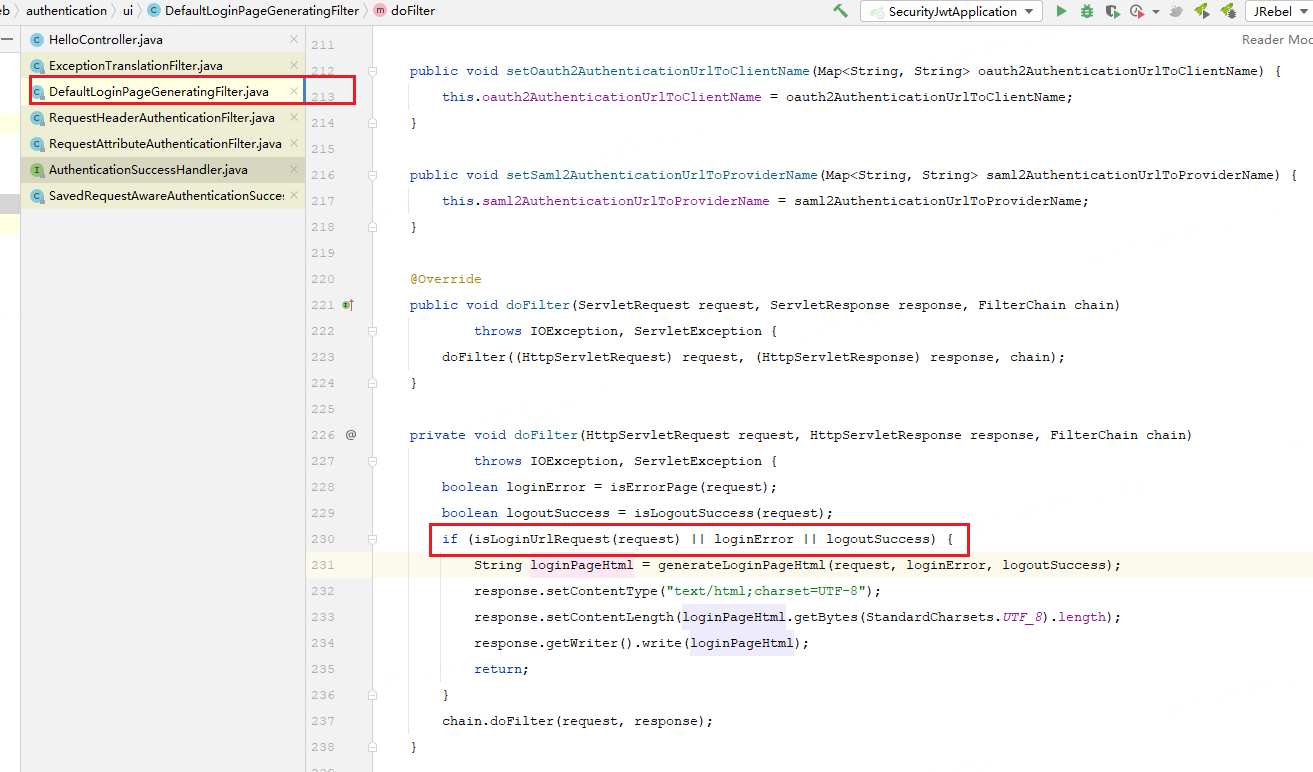 eb authentication ui DefaultLoginPageGeneratingFilter doFilter SecurityJwtApplication JRebel
Reader Mod
HelloController.java
ExceptionTranslationFilter.java
DefaultLoginPageGeneratingFilter.java
RequestHeaderAuthenticationFilter.java
RequestAttributeAuthenticationFilter.java
AuthenticationSuccessHandler.java
SavedRequestAwareAuthenticationSucces
211
212 public void setOauth2AuthenticationUrlToClientName(Map<String, String> oauth2AuthenticationUrlToClientName) {
213 this.oauth2AuthenticationUrlToClientName = oauth2AuthenticationUrlToClientName;
214 }
215
216 public void setSaml2AuthenticationUrlToProviderName(Map<String, String> saml2AuthenticationUrlToProviderName) {
217 this.saml2AuthenticationUrlToProviderName = saml2AuthenticationUrlToProviderName;
218 }
219
220 @Override
221 public void doFilter(ServletRequest request, ServletResponse response, FilterChain chain)
222 throws IOException, ServletException {
223 doFilter((HttpServletRequest) request, (HttpServletResponse) response, chain);
224 }
225
226 @ private void doFilter(HttpServletRequest request, HttpServletResponse response, FilterChain chain)
227 throws IOException, ServletException {
228 boolean loginError = isErrorPage(request);
229 boolean logoutSuccess = isLogoutSuccess(request);
230 if (isLoginUrlRequest(request) || loginError || logoutSuccess) {
231 String loginPageHtml = generateLoginPageHtml(request, loginError, logoutSuccess);
232 response.setContentType("text/html;charset=UTF-8");
233 response.setContentLength(loginPageHtml.getBytes(StandardCharsets.UTF_8).length);
234 response.getWriter().write(loginPageHtml);
235 return;
236 }
237 chain.doFilter(request, response);
238 }